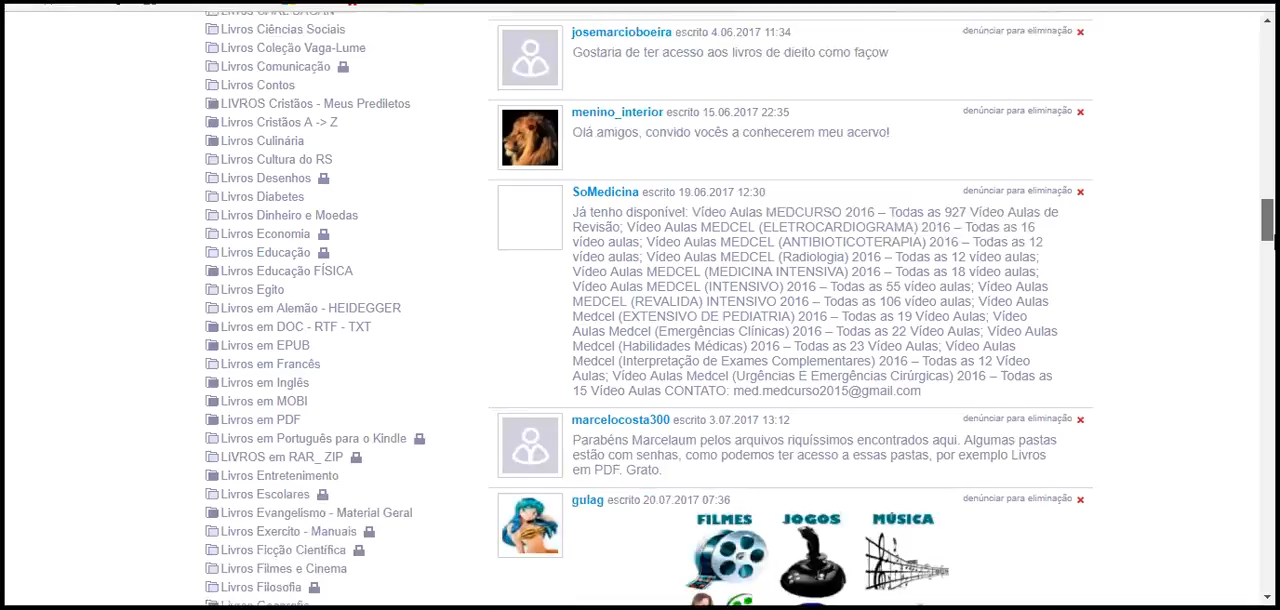 Livros Ciências Sociais
Livros Coleção Vaga-Lume
Livros Comunicação
Livros Contos
LIVROS Cristãos - Meus Prediletos
Livros Cristãos A -> Z
Livros Culinária
Livros Cultura do RS
Livros Desenhos
Livros Diabetes
Livros Dinheiro e Moedas
Livros Economia
Livros Educação
Livros Educação FÍSICA
Livros Egito
Livros em Alemão - HEIDEGGER
Livros em DOC - RTF - TXT
Livros em EPUB
Livros em Francês
Livros em Inglês
Livros em MOBI
Livros em PDF
Livros em Português para o Kindle
LIVROS em RAR_ ZIP
Livros Entretenimento
Livros Escolares
Livros Evangelismo - Material Geral
Livros Exercito - Manuais
Livros Ficção Científica
Livros Filmes e Cinema
Livros Filosofia
josemarcioboeira escrito 4.06.2017 11:34
denúnciar para eliminação
Gostaria de ter acesso aos livros de dieito como façow
menino_interior escrito 15.06.2017 22:35
denúnciar para eliminação
Olá amigos, convido vocês a conhecerem meu acervo!
SoMedicina escrito 19.06.2017 12:30
denúnciar para eliminação
Já tenho disponível: Vídeo Aulas MEDCURSO 2016 – Todas as 927 Vídeo Aulas de
Revisão; Vídeo Aulas MEDCEL (ELETROCARDIOGRAMA) 2016 – Todas as 16
vídeo aulas; Vídeo Aulas MEDCEL (ANTIBIOTICOTERAPIA) 2016 – Todas as 12
vídeo aulas; Vídeo Aulas MEDCEL (Radiologia) 2016 – Todas as 12 vídeo aulas;
Vídeo Aulas MEDCEL (MEDICINA INTENSIVA) 2016 – Todas as 18 vídeo aulas;
Vídeo Aulas MEDCEL (INTENSIVO) 2016 – Todas as 55 vídeo aulas; Vídeo Aulas
MEDCEL (REVALIDA) INTENSIVO 2016 – Todas as 106 vídeo aulas; Vídeo Aulas
Medcel (EXTENSIVO DE PEDIATRIA) 2016 – Todas as 19 Vídeo Aulas; Vídeo
Aulas Medcel (Emergências Clínicas) 2016 – Todas as 22 Vídeo Aulas; Vídeo Aulas
Medcel (Habilidades Médicas) 2016 – Todas as 23 Vídeo Aulas; Vídeo Aulas
Medcel (Interpretação de Exames Complementares) 2016 – Todas as 12 Vídeo
Aulas; Vídeo Aulas Medcel (Urgências E Emergências Cirúrgicas) 2016 – Todas as
15 Vídeo Aulas CONTATO: med.medcurso2015@gmail.com
marcelocosta300 escrito 3.07.2017 13:12
denúnciar para eliminação
Parabéns Marcelaum pelos arquivos riquíssimos encontrados aqui. Algumas pastas
estão com senhas, como podemos ter acesso a essas pastas, por exemplo Livros
em PDF. Grato.
gulag escrito 20.07.2017 07:36
denúnciar para eliminação
FILMES JOGOS MÚSICA